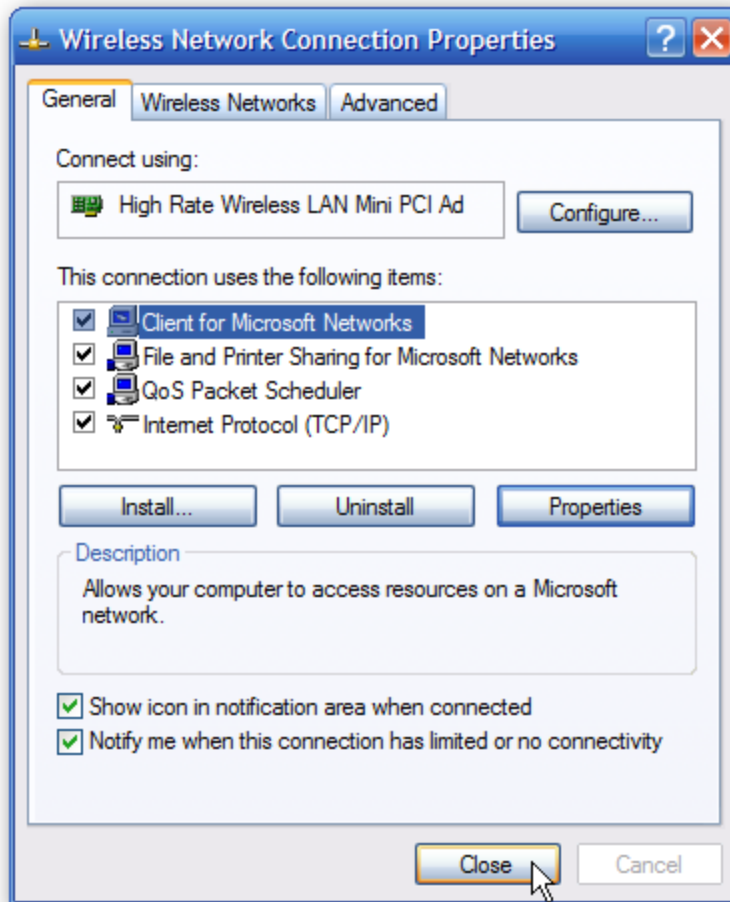 Wireless Network Connection Properties
General Wireless Networks Advanced
Connect using:
High Rate Wireless LAN Mini PCI Ad
Configure...
This connection uses the following items:
Client for Microsoft Networks
File and Printer Sharing for Microsoft Networks
QoS Packet Scheduler
Internet Protocol (TCP/IP)
Install... Uninstall Properties
Description
Allows your computer to access resources on a Microsoft
network.
Show icon in notification area when connected
Notify me when this connection has limited or no connectivity
Close Cancel